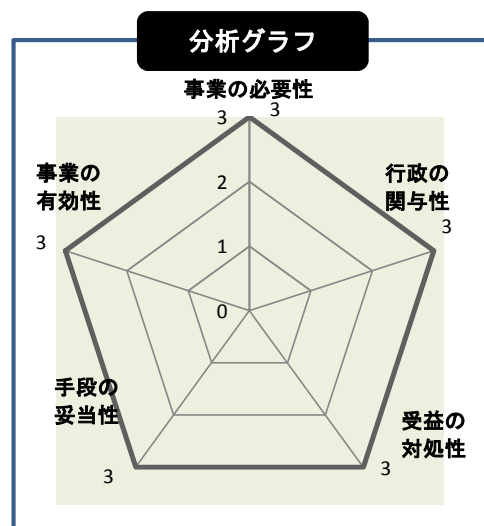 分析グラフ
事業の必要性
3
3
事業の
有効性
行政の
関与性
2
3
3
1
0
手段の
妥当性
受益の
対処性
3
3